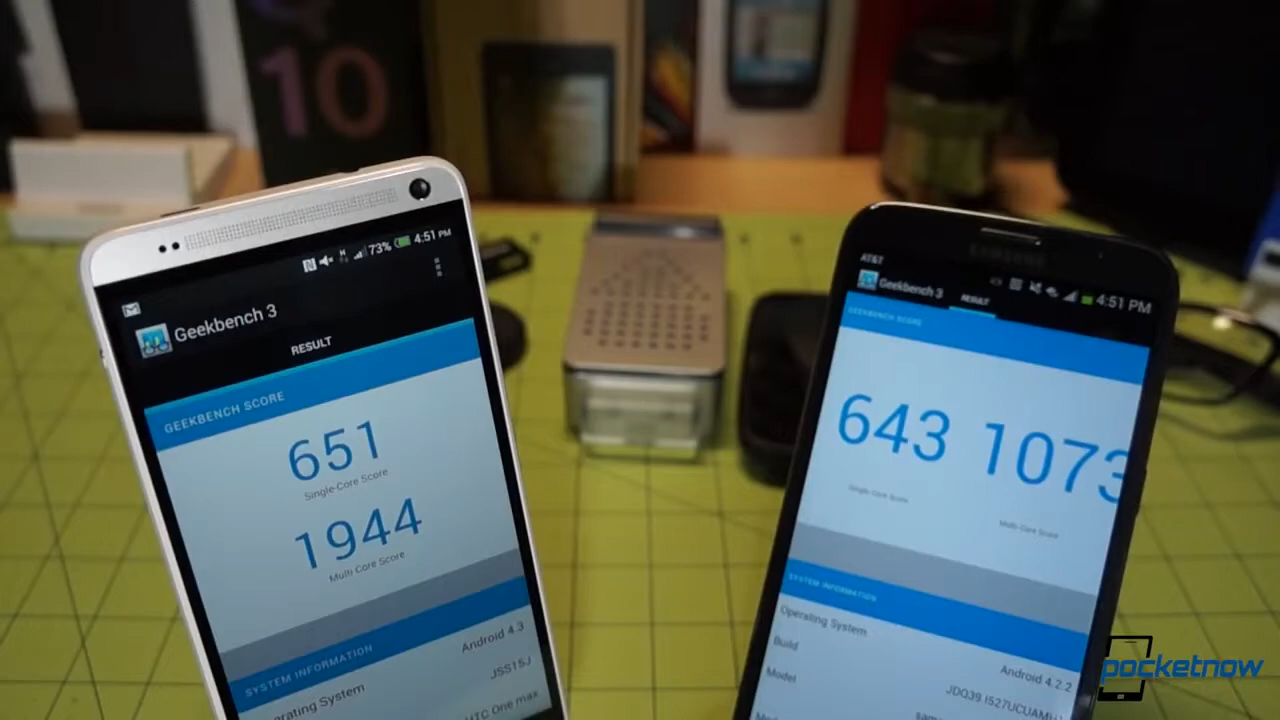 10
73% 4:51 PM
Geekbench 3
RESULT
GEEKBENCH SCORE
651
Single-Core Score
1944
Multi-Core Score
SYSTEM INFORMATION
Operating System
Android 4.3
JSS15J
HTC One max
AT&T
4:51 PM
Geekbench 3
RESULT
GEEKBENCH SCORE
643 1073
Single-Core Score
Multi-Core Score
SYSTEM INFORMATION
Operating System
Android 4.2.2
Build
JDQ39.I527UCUAM
Model
pocketnow